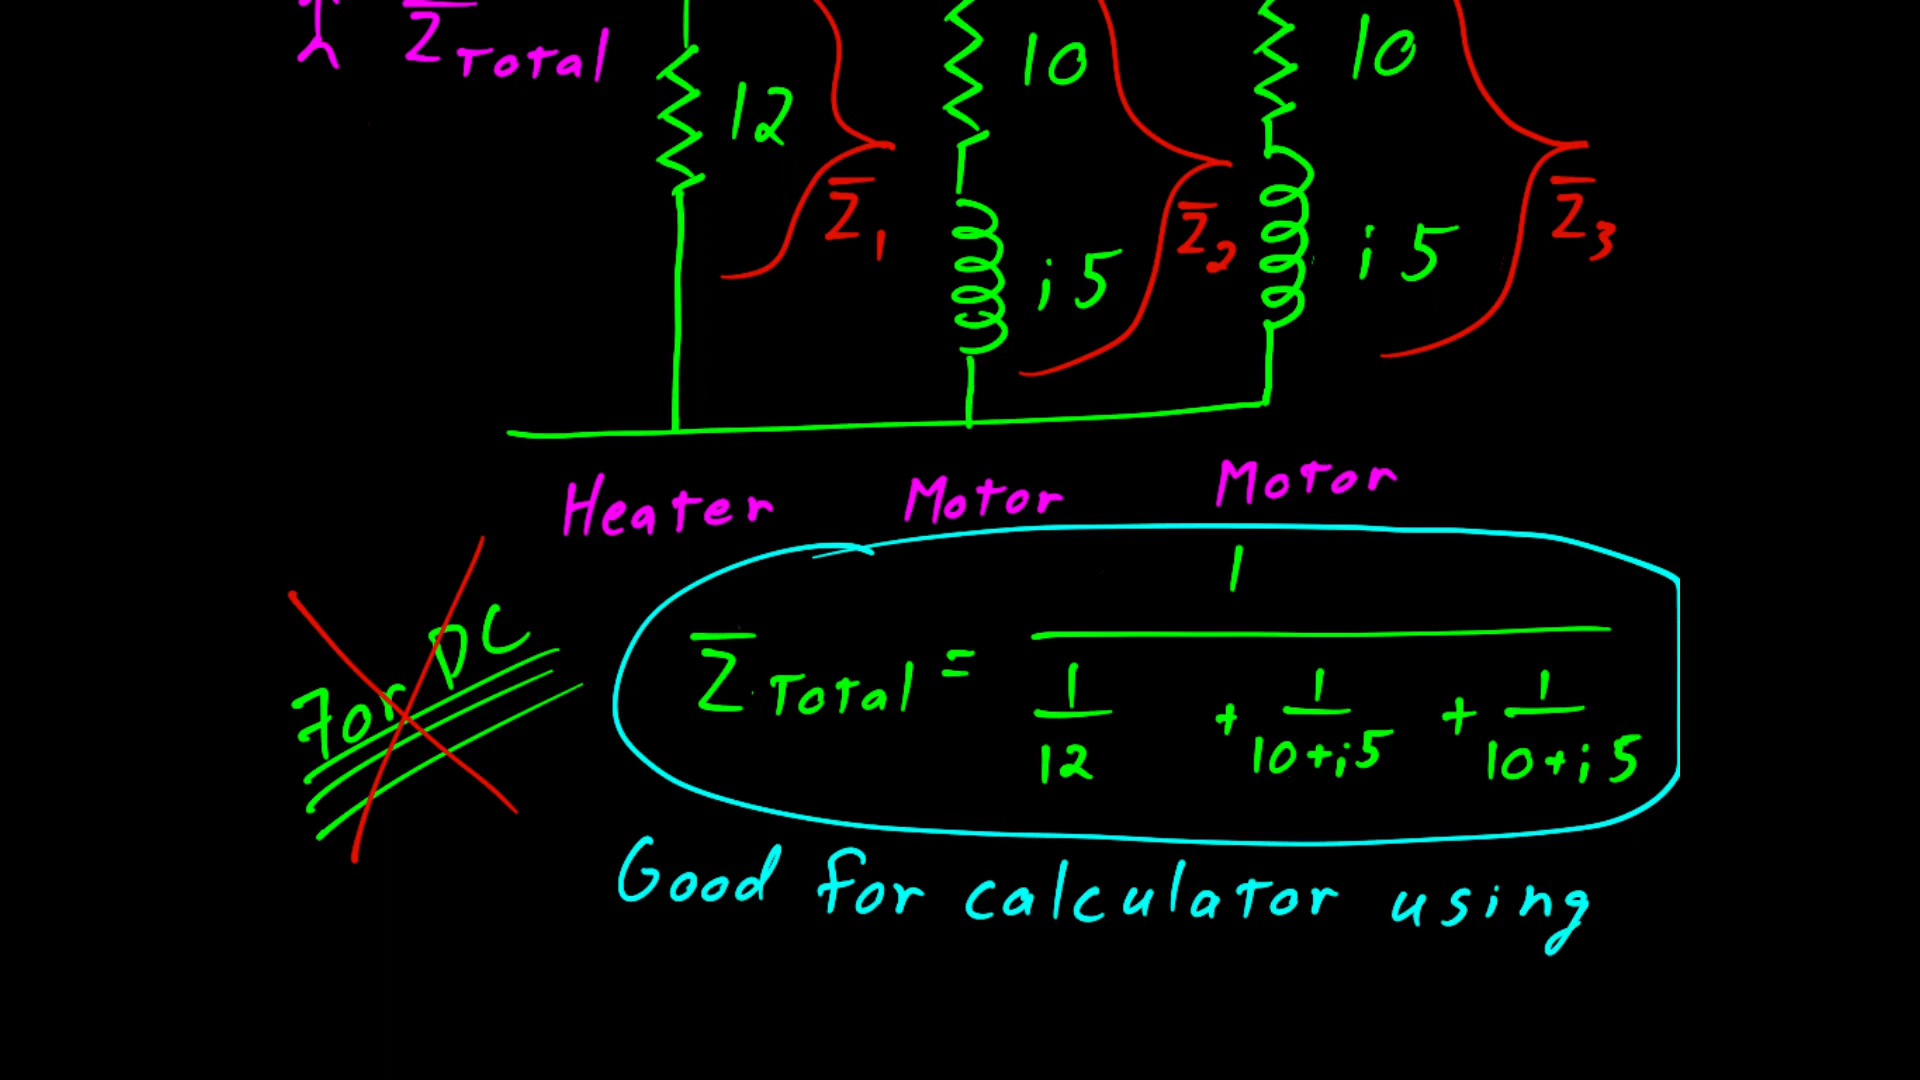 Z̅ Total
12
10
10
Z̅1
Z̅2
Z̅3
i5
i5
Heater Motor Motor
For DC
Z̅ Total = 1 / (1/12 + 1/(10+i5) + 1/(10+i5))
Good for calculator using